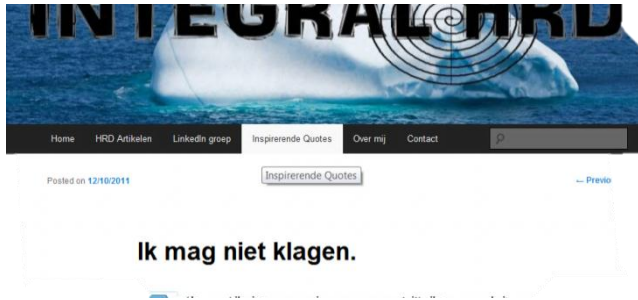 INTEGRAL HRD
Home HRD Artikelen LinkedIn groep Inspirerende Quotes Over mij Contact
Inspirerende Quotes
Posted on 12/10/2011 ← Previo
Ik mag niet klagen.